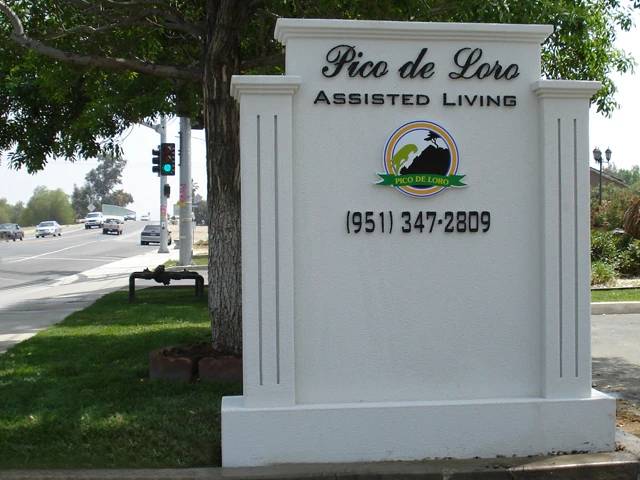 Pico de Loro
ASSISTED LIVING
PICO DE LORO
(951) 347-2809